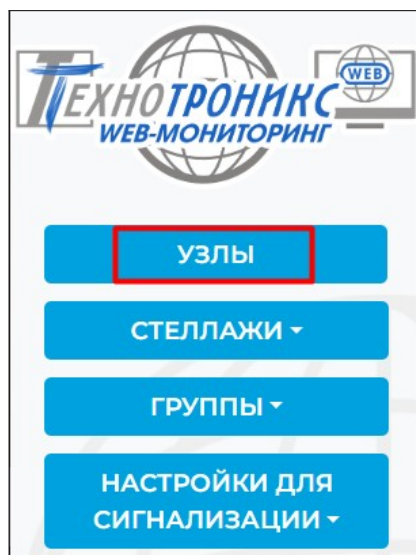 ТЕХНОТРОНИКС
WEB
WEB-МОНИТОРИНГ
УЗЛЫ
СТЕЛЛАЖИ
ГРУППЫ
НАСТРОЙКИ ДЛЯ
СИГНАЛИЗАЦИИ